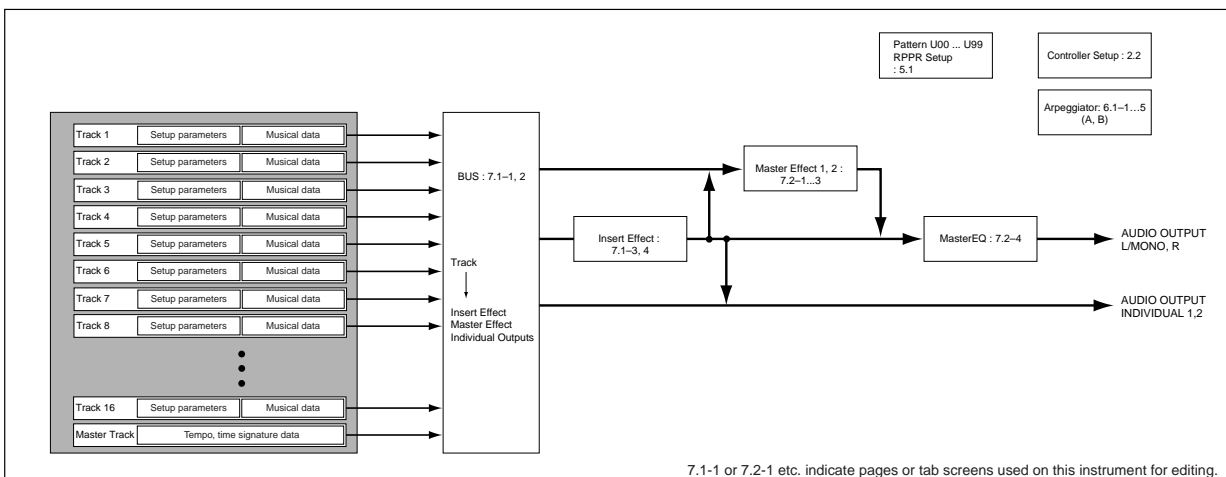 Pattern U00 ... U99
RPPR Setup
: 5.1
Controller Setup : 2.2
Arpeggiator: 6.1–1…5
(A, B)
Track 1 Setup parameters Musical data
Track 2 Setup parameters Musical data
Track 3 Setup parameters Musical data
Track 4 Setup parameters Musical data
Track 5 Setup parameters Musical data
Track 6 Setup parameters Musical data
Track 7 Setup parameters Musical data
Track 8 Setup parameters Musical data
Track 16 Setup parameters Musical data
Master Track Tempo, time signature data
BUS : 7.1–1, 2
Track
Insert Effect
Master Effect
Individual Outputs
Insert Effect :
7.1–3, 4
Master Effect 1, 2 :
7.2–1...3
MasterEQ : 7.2–4
AUDIO OUTPUT
L/MONO, R
AUDIO OUTPUT
INDIVIDUAL 1,2
7.1-1 or 7.2-1 etc. indicate pages or tab screens used on this instrument for editing.